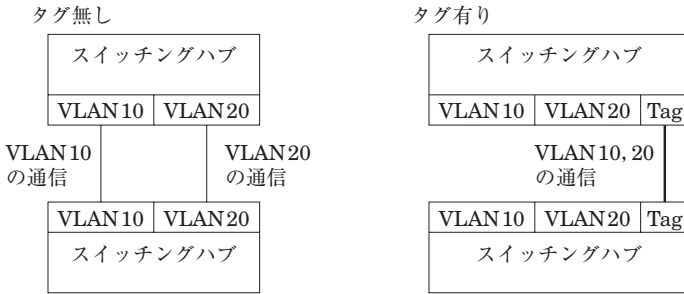 タグ無し
スイッチングハブ
VLAN10 VLAN20
VLAN10
の通信
VLAN20
の通信
VLAN10 VLAN20
スイッチングハブ
タグ有り
スイッチングハブ
VLAN10 VLAN20 Tag
VLAN10, 20
の通信
VLAN10 VLAN20 Tag
スイッチングハブ